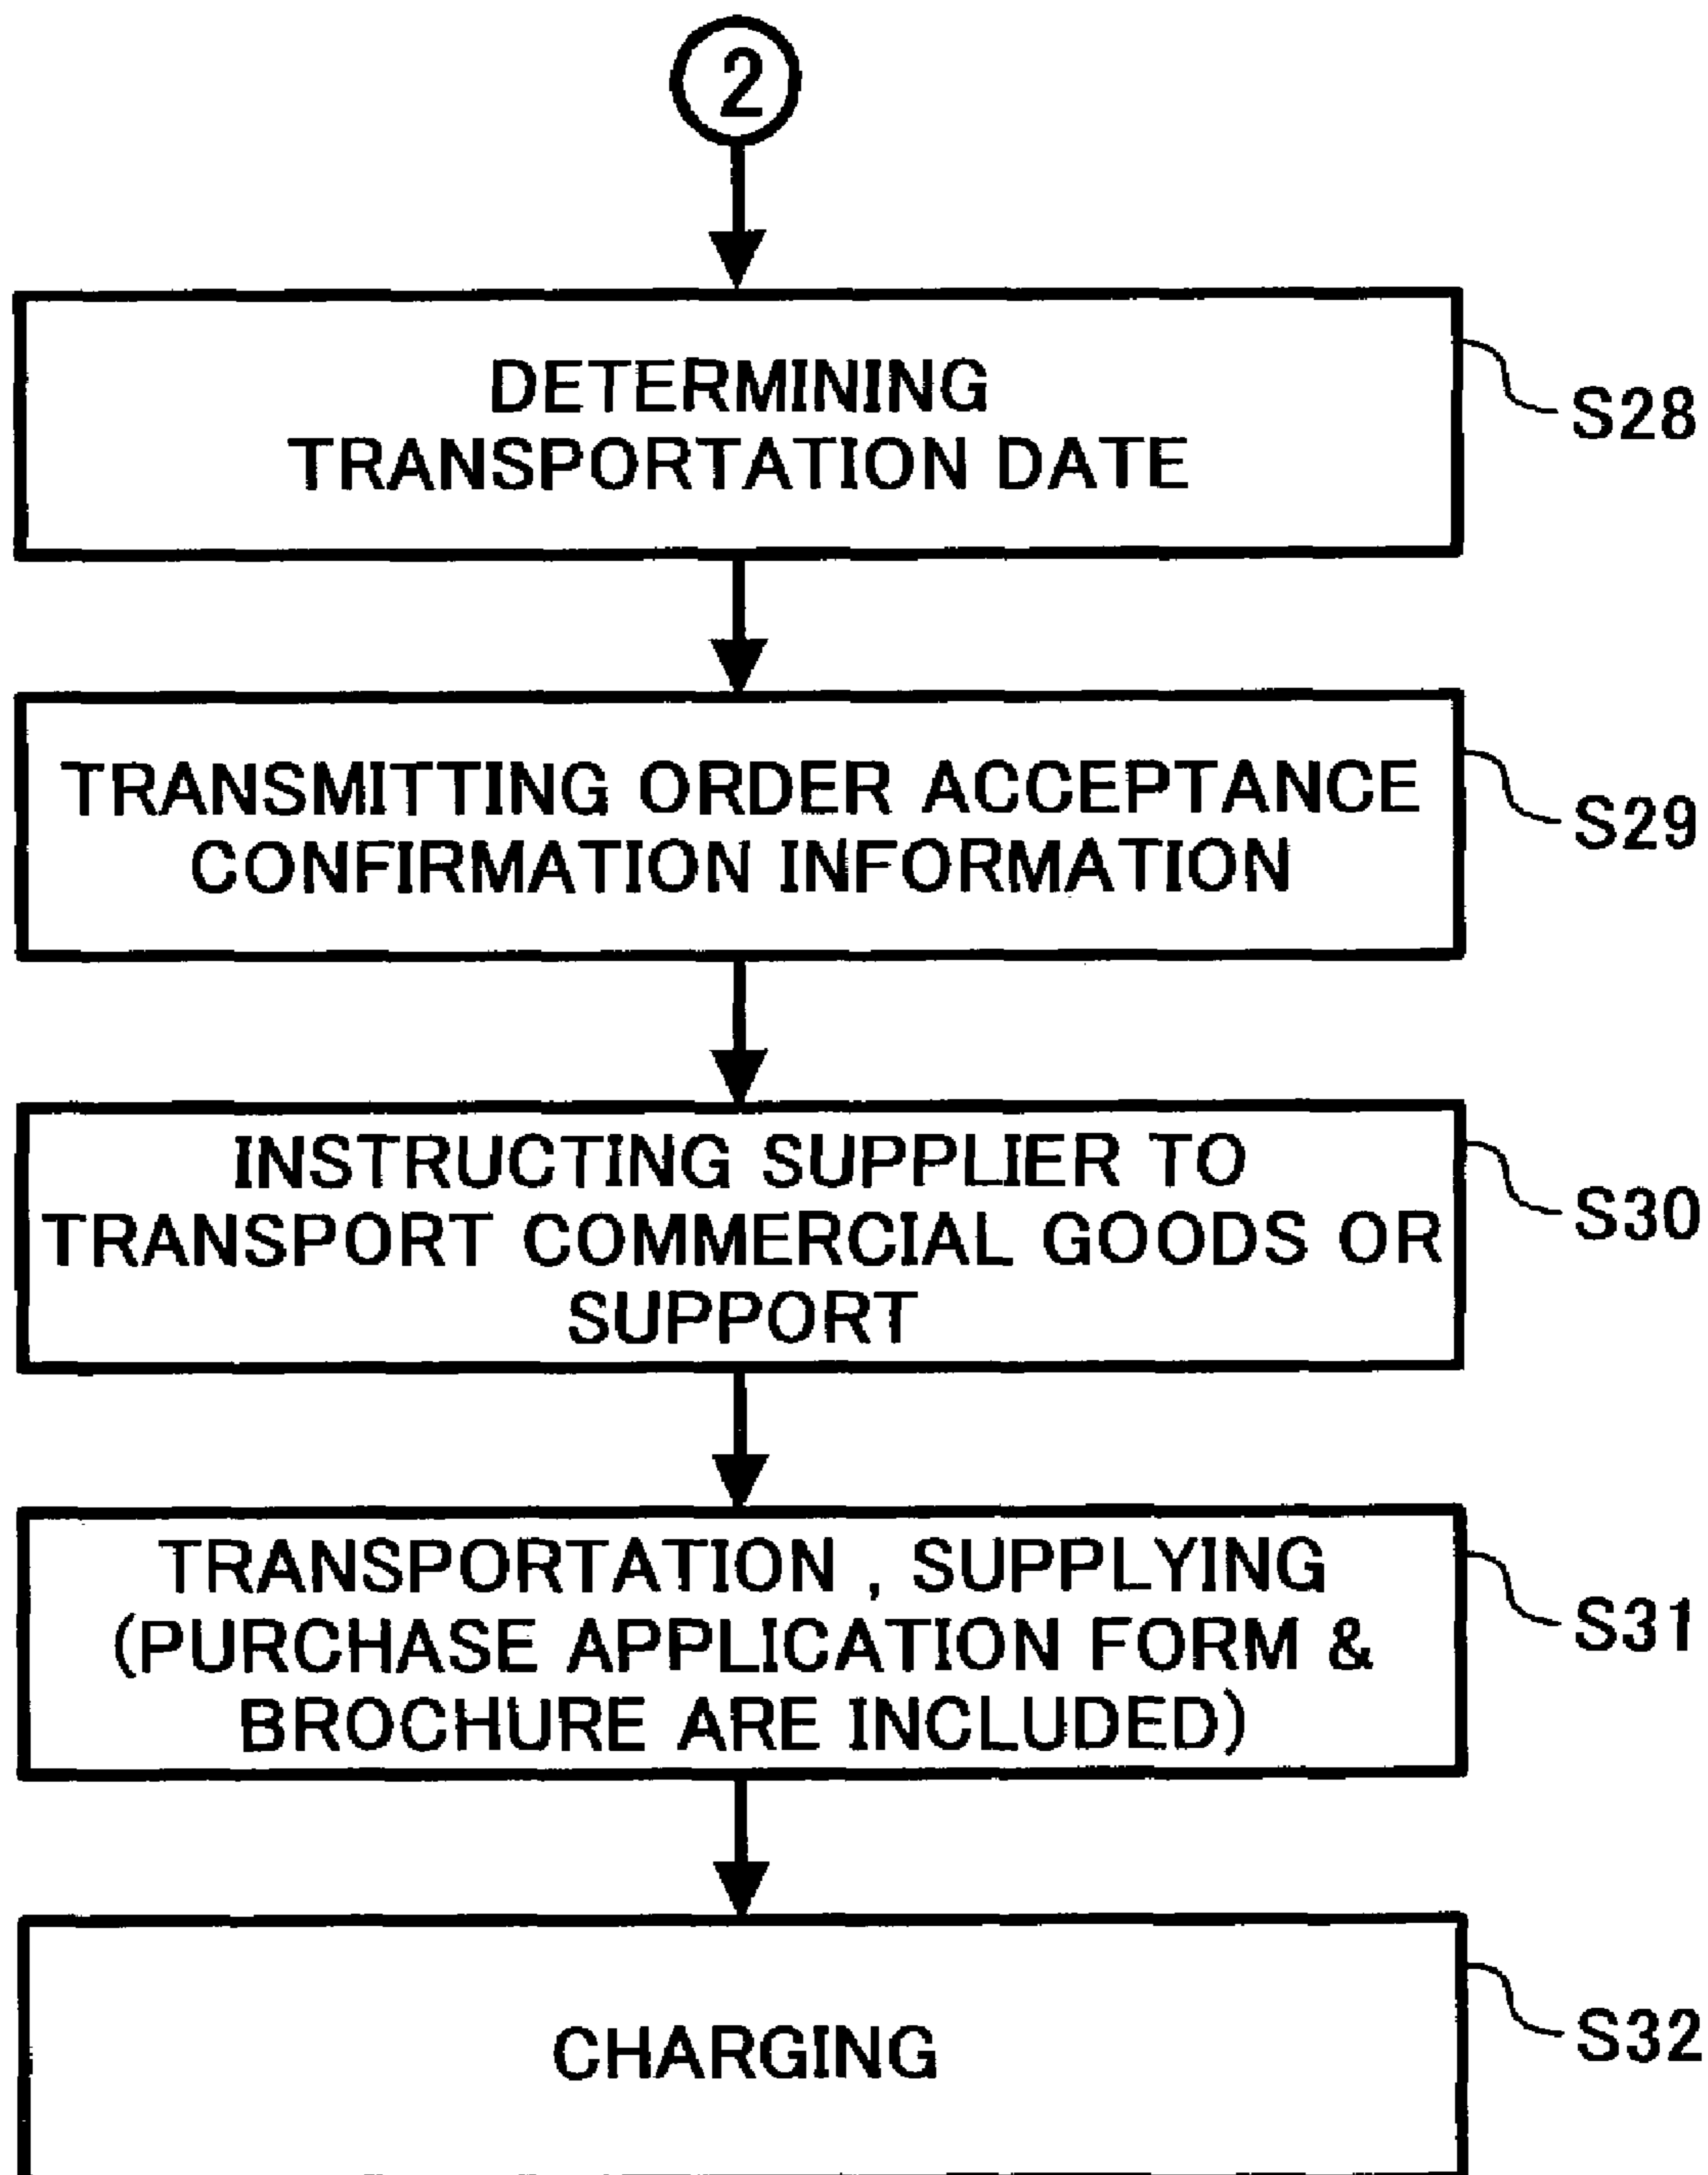 2
DETERMINING
TRANSPORTATION DATE
S28
TRANSMITTING ORDER ACCEPTANCE
CONFIRMATION INFORMATION
S29
INSTRUCTING SUPPLIER TO
TRANSPORT COMMERCIAL GOODS OR
SUPPORT
S30
TRANSPORTATION , SUPPLYING
(PURCHASE APPLICATION FORM &
BROCHURE ARE INCLUDED)
S31
CHARGING
S32